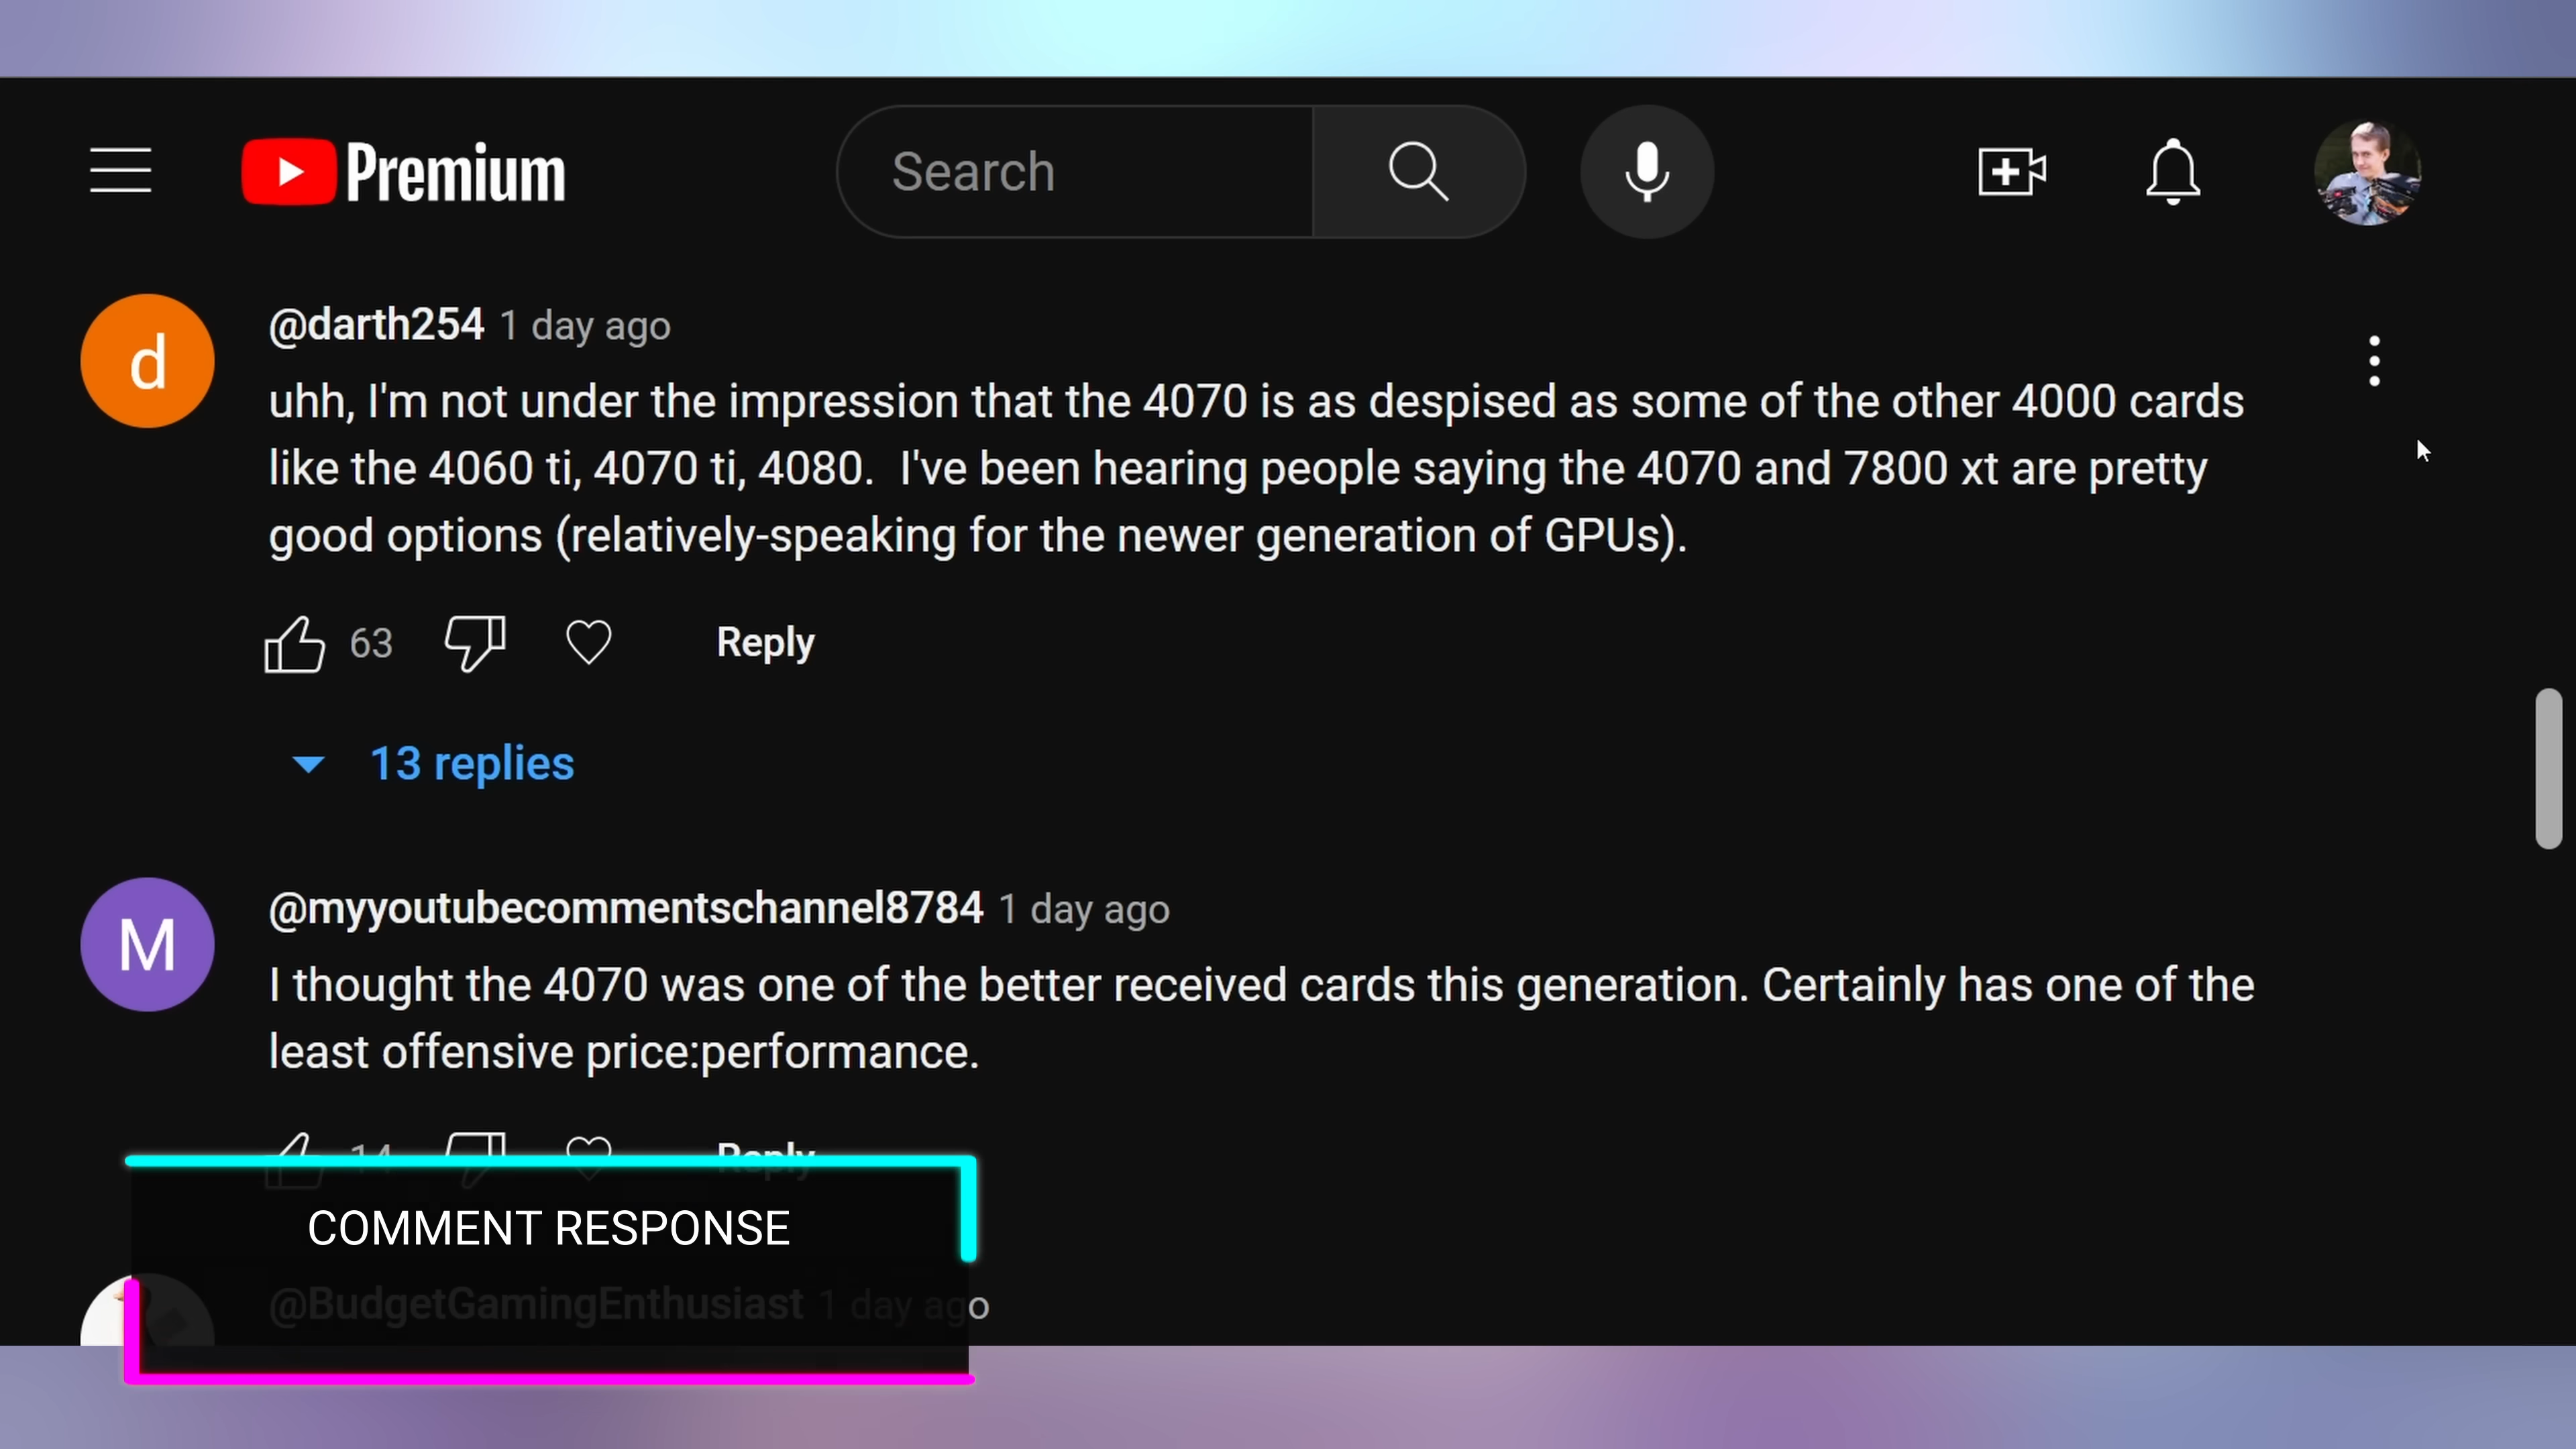 Premium
Search
d
@darth254 1 day ago
uhh, I'm not under the impression that the 4070 is as despised as some of the other 4000 cards
like the 4060 ti, 4070 ti, 4080.  I've been hearing people saying the 4070 and 7800 xt are pretty
good options (relatively-speaking for the newer generation of GPUs).
63 Reply
13 replies
M
@myyoutubecommentschannel8784 1 day ago
I thought the 4070 was one of the better received cards this generation. Certainly has one of the
least offensive price:performance.
14 Reply
COMMENT RESPONSE
@BudgetGamingEnthusiast 1 day ago